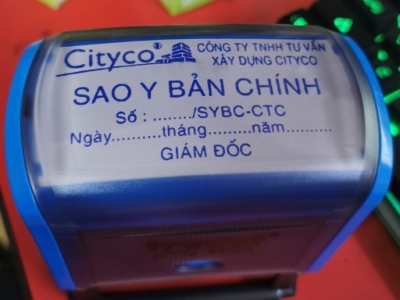 Cityco® CÔNG TY TNHH TƯ VẤN
XÂY DỰNG CITYCO
SAO Y BẢN CHÍNH
Số : ......../SYBC-CTC
Ngày..........tháng.........năm.........
GIÁM ĐỐC